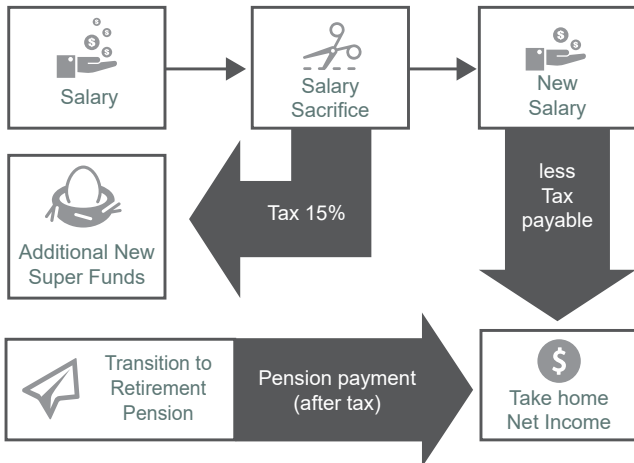 Salary
Salary
Sacrifice
New
Salary
Tax 15%
less
Tax
payable
Additional New
Super Funds
Transition to
Retirement
Pension
Pension payment
(after tax)
$
Take home
Net Income